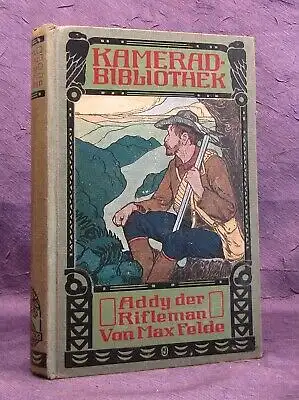 KAMERAD-
BIBLIOTHEK
Addy der
Rifleman
Von Max Felde